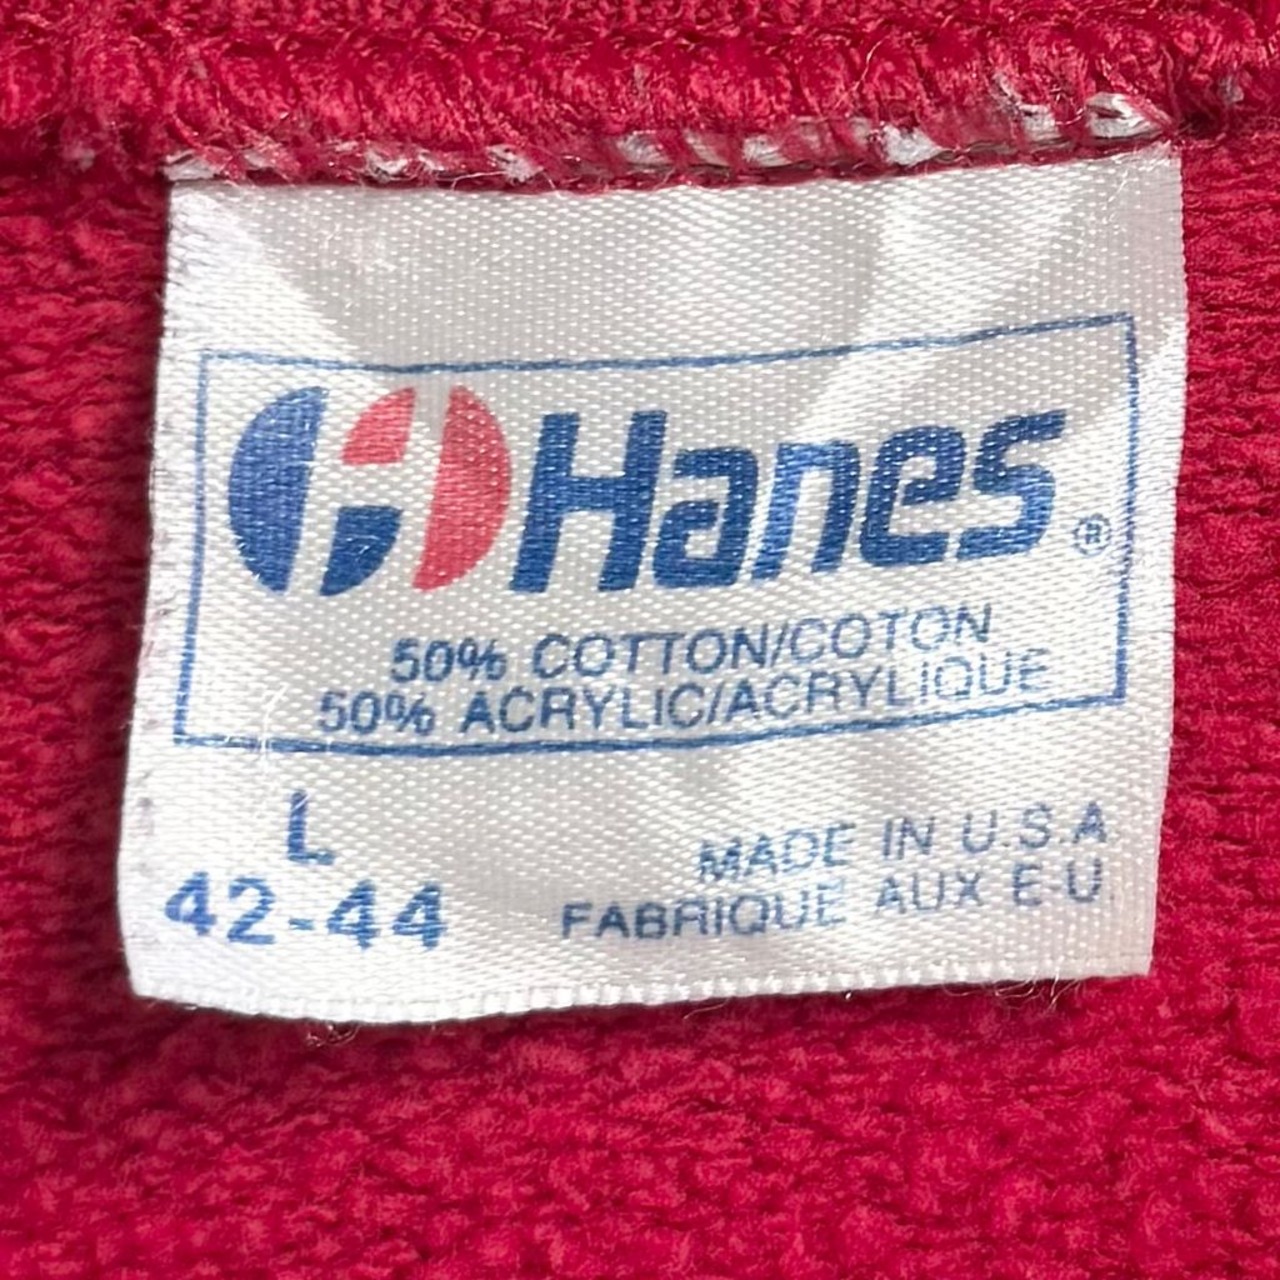 Hanes®
50% COTTON/COTON
50% ACRYLIC/ACRYLIQUE
L
42-44
MADE IN U.S.A
FABRIQUE AUX E-U.